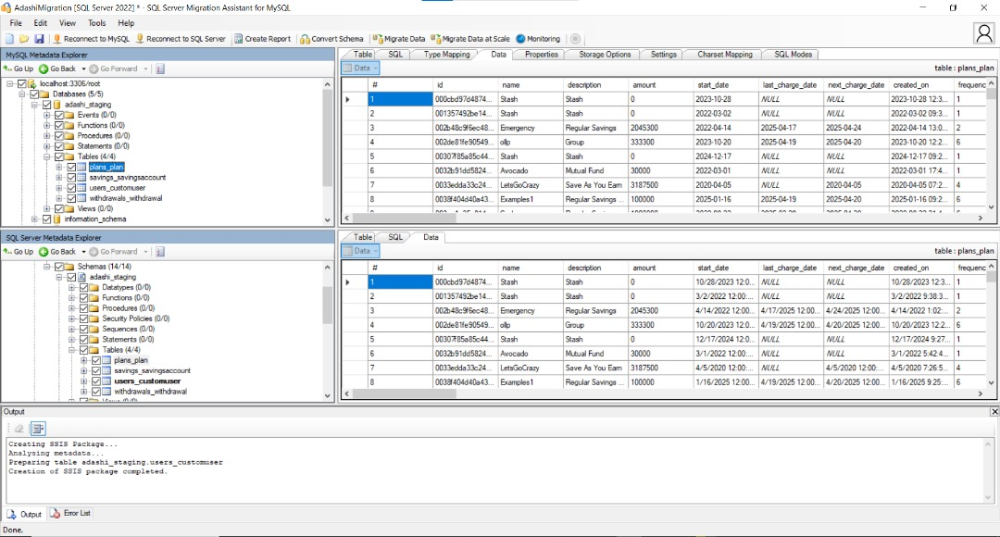 AdashiMigration [SQL Server 2022] * - SQL Server Migration Assistant for MySQL
File Edit View Tools Help
Reconnect to MySQL Reconnect to SQL Server Create Report Convert Schema Migrate Data Migrate Data at Scale Monitoring
MySQL Metadata Explorer
Go Up Go Back Go Forward
localhost:3306/root
Databases (5/5)
adashi_staging
Events (0/0)
Functions (0/0)
Procedures (0/0)
Statements (0/0)
Tables (4/4)
plans_plan
savings_savingsaccount
users_customuser
withdrawals_withdrawal
Views (0/0)
information_schema
Table SQL Type Mapping Data Properties Storage Options Settings Charset Mapping SQL Modes
Data table : plans_plan
# id name description amount start_date last_charge_date next_charge_date created_on frequenc
1 000cbd97d4874... Stash Stash 0 2023-10-28 NULL NULL 2023-10-28 12:3... 1
2 001357492be14... Stash Stash 0 2022-03-02 NULL NULL 2022-03-02 09:3... 1
3 002b48c9f6ec48... Emergency Regular Savings 2045300 2022-04-14 2025-04-17 2025-04-24 2022-04-14 13:0... 2
4 002de81fe90549... ollp Group 333300 2023-10-20 2025-04-19 2025-04-20 2023-10-20 12:2... 6
5 00307f85a85c44... Stash Stash 0 2024-12-17 NULL NULL 2024-12-17 09:2... 1
6 0032b91dd5824... Avocado Mutual Fund 30000 2022-03-01 NULL NULL 2022-03-01 17:4... 1
7 0033edda33c24... LetsGoCrazy Save As You Earn 3187500 2020-04-05 NULL 2020-04-05 2020-04-05 07:2... 4
8 0038f404d40a43... Examples1 Regular Savings ... 100000 2025-01-16 2025-04-19 2025-04-20 2025-01-16 09:2... 6
SQL Server Metadata Explorer
Go Up Go Back Go Forward
Schemas (14/14)
adashi_staging
Datatypes (0/0)
Functions (0/0)
Procedures (0/0)
Security Policies (0/0)
Sequences (0/0)
Statements (0/0)
Tables (4/4)
plans_plan
savings_savingsaccount
users_customuser
withdrawals_withdrawal
Views (0/0)
Table SQL Data
Data table : plans_plan
# id name description amount start_date last_charge_date next_charge_date created_on frequenc
1 000cbd97d4874... Stash Stash 0 10/28/2023 12:0... NULL NULL 10/28/2023 12:3... 1
2 001357492be14... Stash Stash 0 3/2/2022 12:00:... NULL NULL 3/2/2022 9:38:3... 1
3 002b48c9f6ec48... Emergency Regular Savings 2045300 4/14/2022 12:00... 4/17/2025 12:00... 4/24/2025 12:00... 4/14/2022 1:02:... 2
4 002de81fe90549... ollp Group 333300 10/20/2023 12:0... 4/19/2025 12:00... 4/20/2025 12:00... 10/20/2023 12:2... 6
5 00307f85a85c44... Stash Stash 0 12/17/2024 12:0... NULL NULL 12/17/2024 9:27... 1
6 0032b91dd5824... Avocado Mutual Fund 30000 3/1/2022 12:00:... NULL NULL 3/1/2022 5:42:4... 1
7 0033edda33c24... LetsGoCrazy Save As You Earn 3187500 4/5/2020 12:00:... NULL 4/5/2020 12:00:... 4/5/2020 7:26:5... 4
8 0038f404d40a43... Examples1 Regular Savings ... 100000 1/16/2025 12:00... 4/19/2025 12:00... 4/20/2025 12:00... 1/16/2025 9:25:... 6
Output
Creating SSIS Package...
Analysing metadata...
Preparing table adashi_staging.users_customuser
Creation of SSIS package completed.
Output Error List
Done.